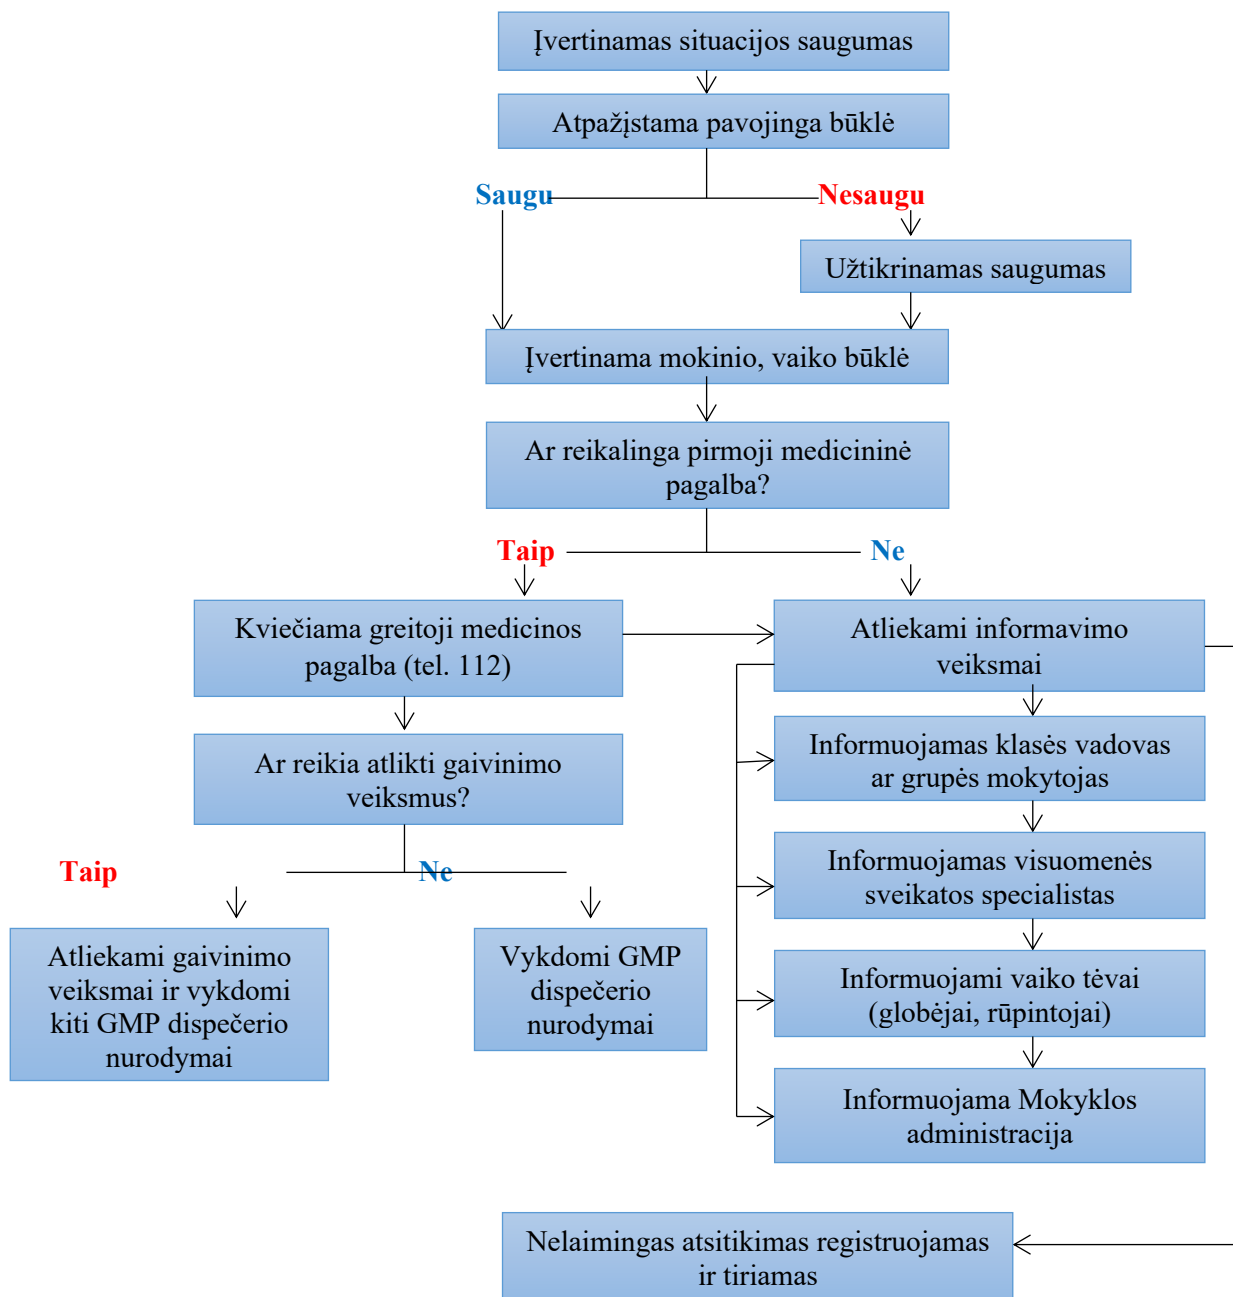 Įvertinamas situacijos saugumas
Atpažįstama pavojinga būklė
Saugu
Nesaugu
Užtikrinamas saugumas
Įvertinama mokinio, vaiko būklė
Ar reikalinga pirmoji medicininė
pagalba?
Taip
Ne
Kviečiama greitoji medicinos
pagalba (tel. 112)
Atliekami informavimo
veiksmai
Ar reikia atlikti gaivinimo
veiksmus?
Informuojamas klasės vadovas
ar grupės mokytojas
Taip
Ne
Informuojamas visuomenės
sveikatos specialistas
Atliekami gaivinimo
veiksmai ir vykdomi
kiti GMP dispečerio
nurodymai
Vykdomi GMP
dispečerio
nurodymai
Informuojami vaiko tėvai
(globėjai, rūpintojai)
Informuojama Mokyklos
administracija
Nelaimingas atsitikimas registruojamas
ir tiriamas